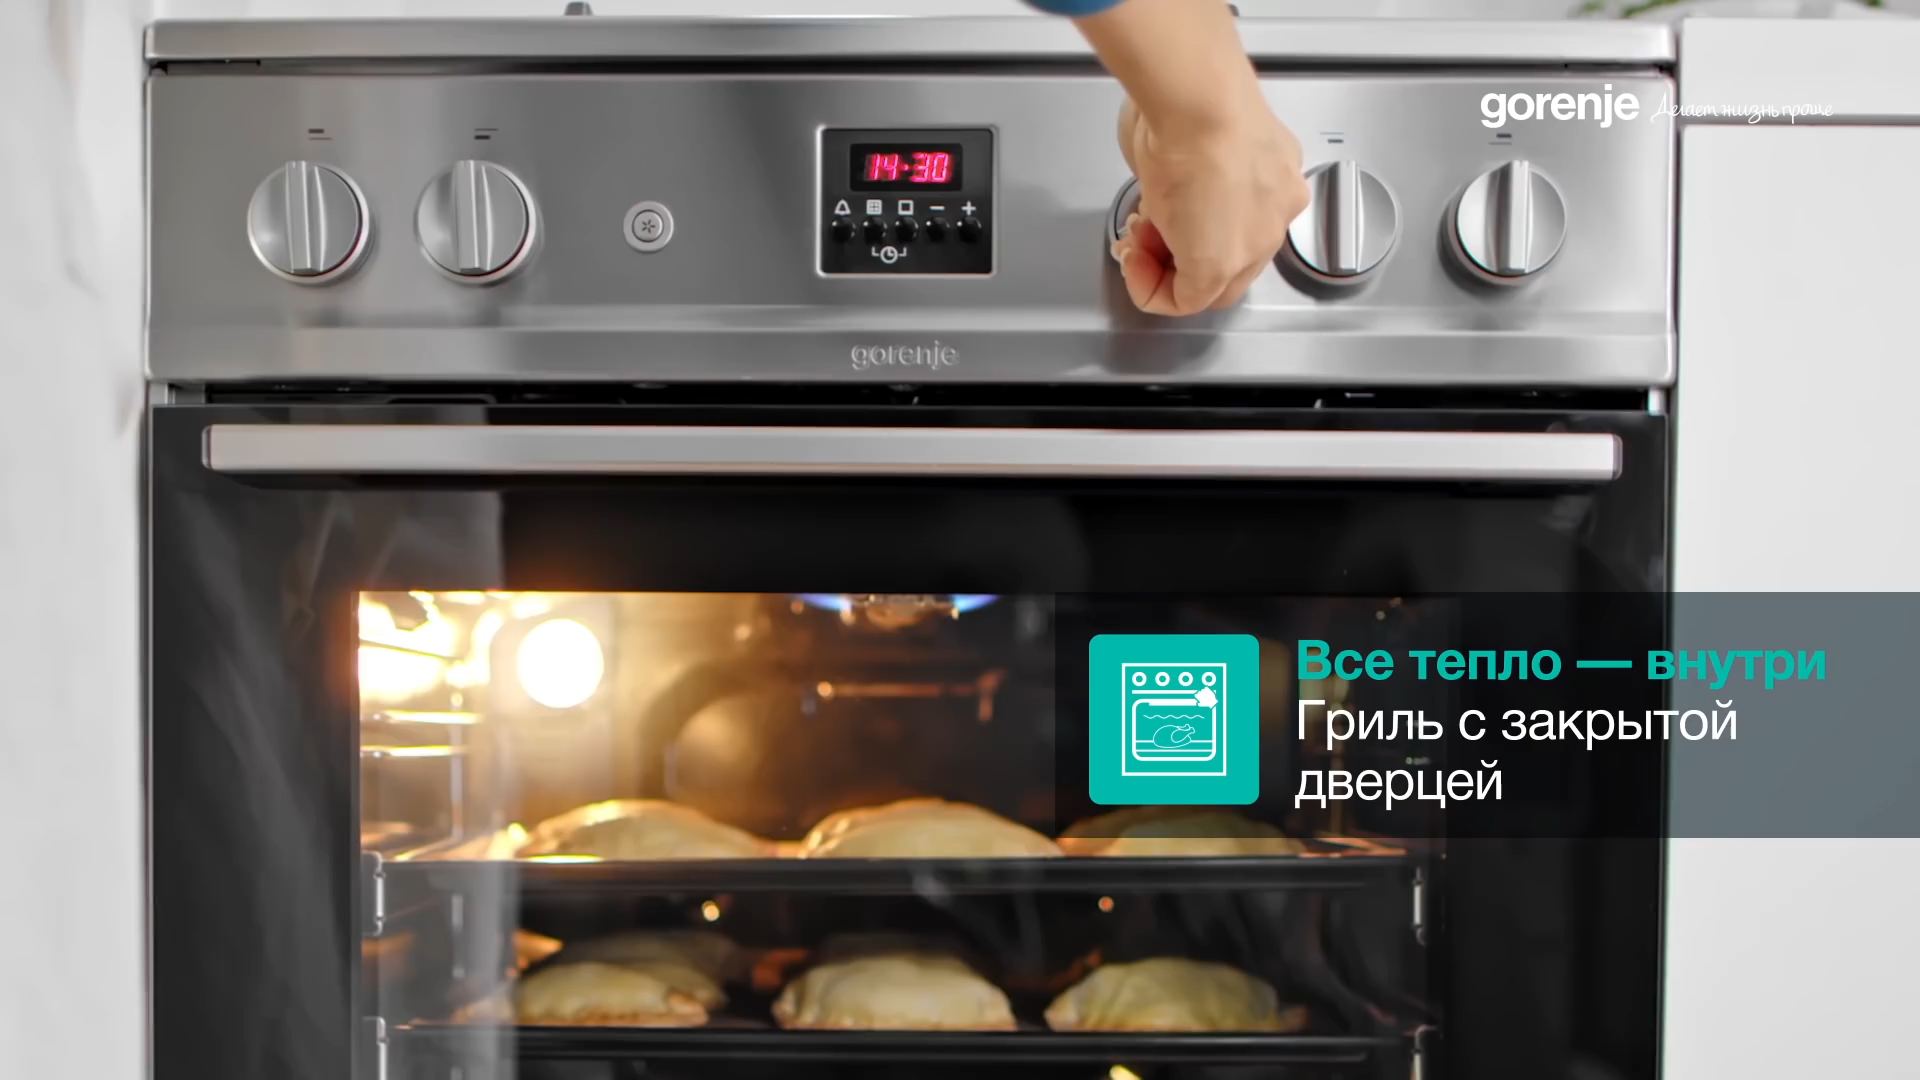 gorenje Делает жизнь проще
14:30
gorenje
Все тепло — внутри
Гриль с закрытой
дверцей